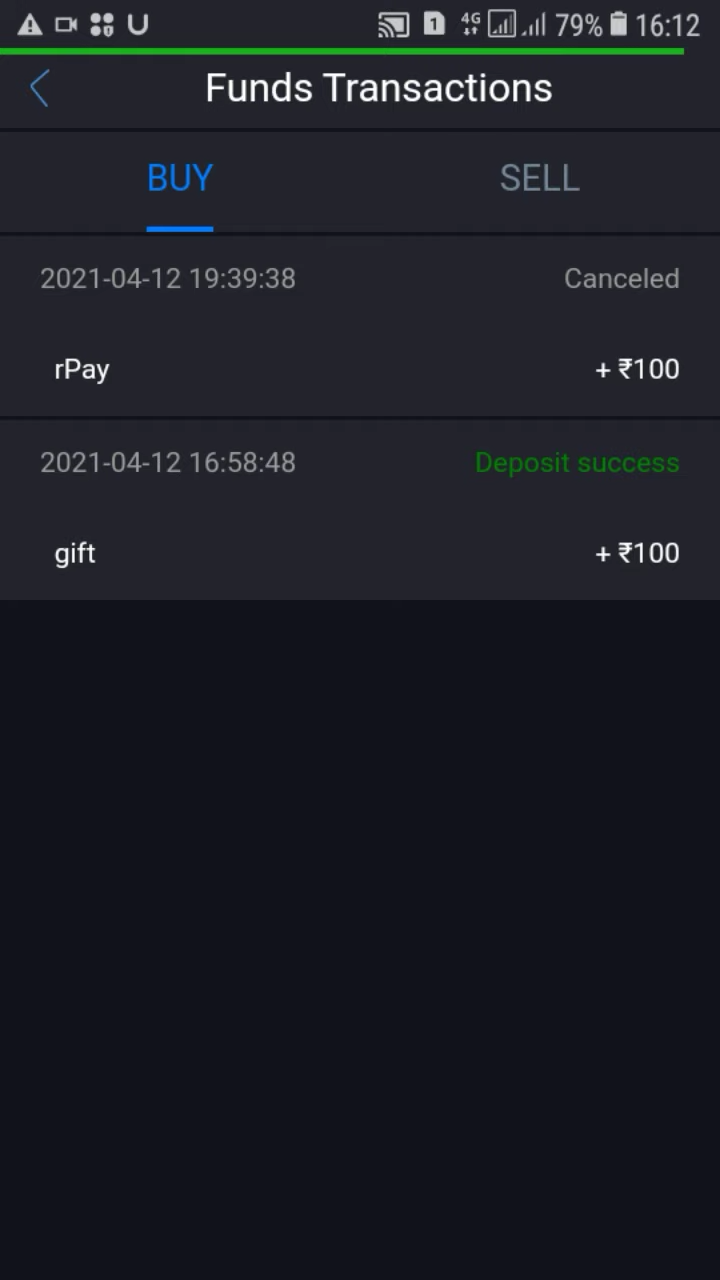 79% 16:12
Funds Transactions
BUY SELL
2021-04-12 19:39:38 Canceled
rPay + ₹100
2021-04-12 16:58:48 Deposit success
gift + ₹100